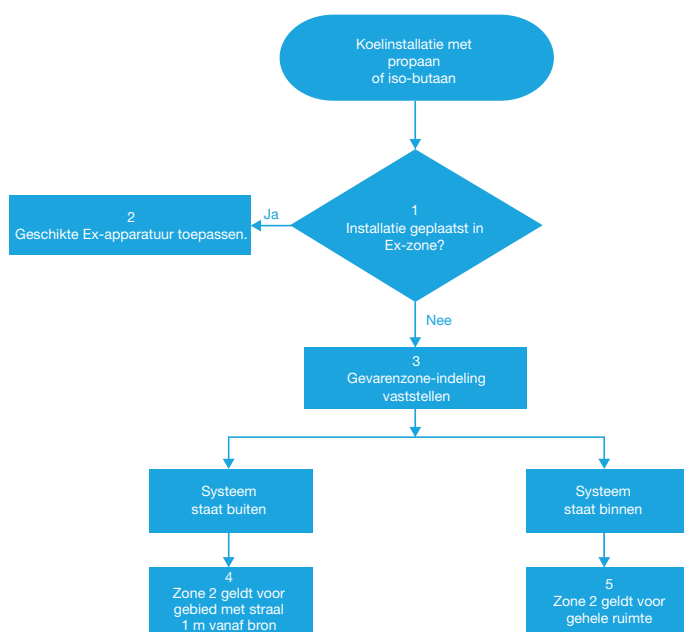 Koelinstallatie met
propaan
of iso-butaan
1
Installatie geplaatst in
Ex-zone?
Ja
2
Geschikte Ex-apparatuur toepassen.
Nee
3
Gevarenzone-indeling
vaststellen
Systeem
staat buiten
Systeem
staat binnen
4
Zone 2 geldt voor
gebied met straal
1 m vanaf bron
5
Zone 2 geldt voor
gehele ruimte